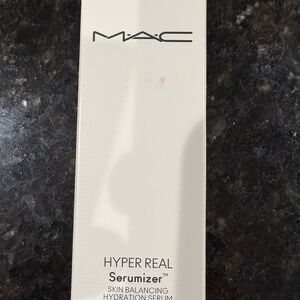 M·A·C
HYPER REAL
Serumizer™
SKIN BALANCING
HYDRATION SERUM